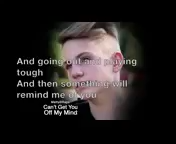 And going out and playing
tough
And then something will
remind me of you
MattyBRaps
Can't Get You
Off My Mind